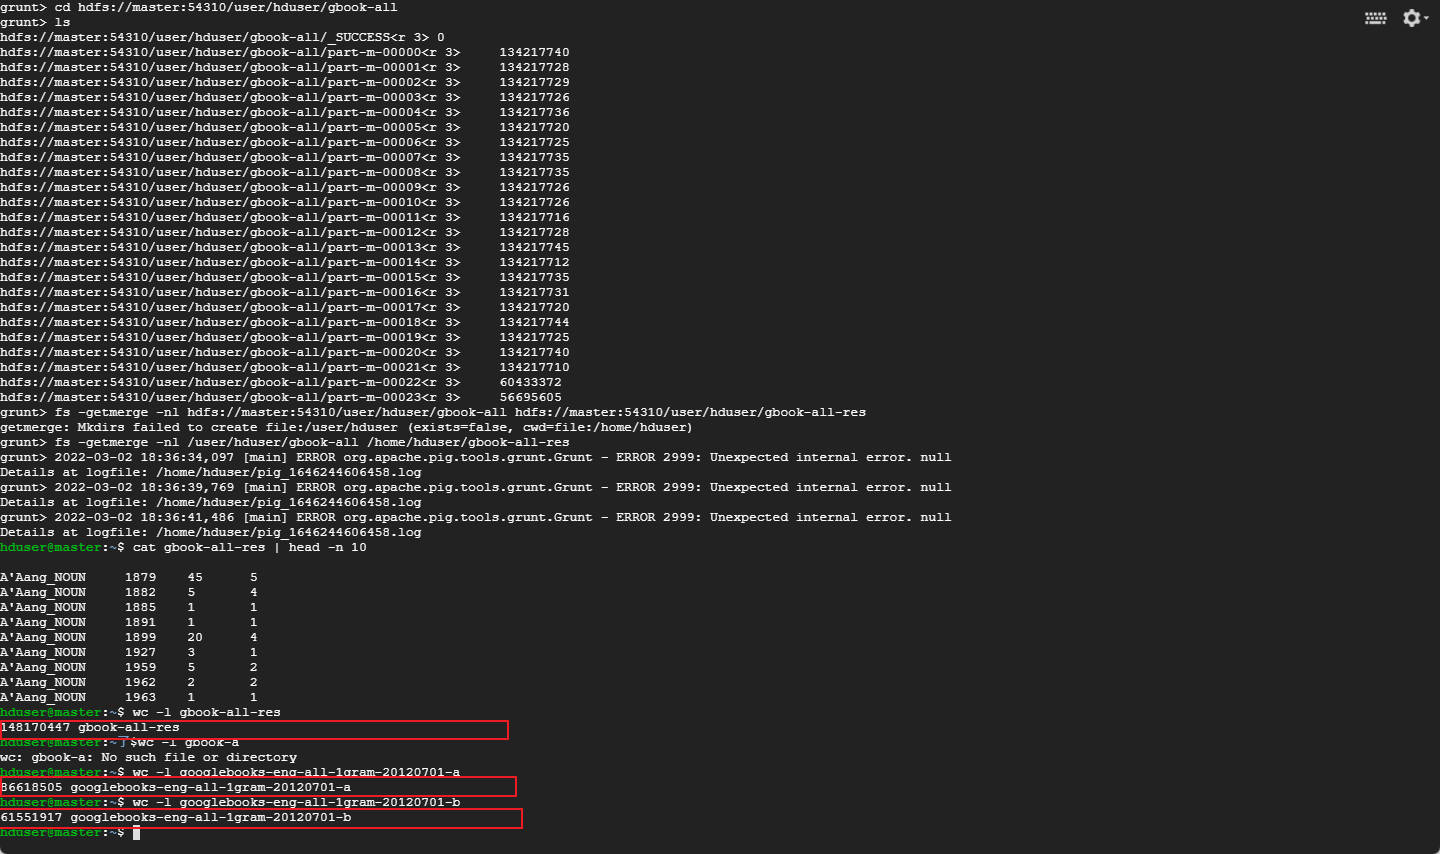 grunt> cd hdfs://master:54310/user/hduser/gbook-all
grunt> ls
hdfs://master:54310/user/hduser/gbook-all/_SUCCESS<r 3> 0
hdfs://master:54310/user/hduser/gbook-all/part-m-00000<r 3>     134217740
hdfs://master:54310/user/hduser/gbook-all/part-m-00001<r 3>     134217728
hdfs://master:54310/user/hduser/gbook-all/part-m-00002<r 3>     134217729
hdfs://master:54310/user/hduser/gbook-all/part-m-00003<r 3>     134217726
hdfs://master:54310/user/hduser/gbook-all/part-m-00004<r 3>     134217736
hdfs://master:54310/user/hduser/gbook-all/part-m-00005<r 3>     134217720
hdfs://master:54310/user/hduser/gbook-all/part-m-00006<r 3>     134217725
hdfs://master:54310/user/hduser/gbook-all/part-m-00007<r 3>     134217735
hdfs://master:54310/user/hduser/gbook-all/part-m-00008<r 3>     134217735
hdfs://master:54310/user/hduser/gbook-all/part-m-00009<r 3>     134217726
hdfs://master:54310/user/hduser/gbook-all/part-m-00010<r 3>     134217726
hdfs://master:54310/user/hduser/gbook-all/part-m-00011<r 3>     134217716
hdfs://master:54310/user/hduser/gbook-all/part-m-00012<r 3>     134217728
hdfs://master:54310/user/hduser/gbook-all/part-m-00013<r 3>     134217745
hdfs://master:54310/user/hduser/gbook-all/part-m-00014<r 3>     134217712
hdfs://master:54310/user/hduser/gbook-all/part-m-00015<r 3>     134217735
hdfs://master:54310/user/hduser/gbook-all/part-m-00016<r 3>     134217731
hdfs://master:54310/user/hduser/gbook-all/part-m-00017<r 3>     134217720
hdfs://master:54310/user/hduser/gbook-all/part-m-00018<r 3>     134217744
hdfs://master:54310/user/hduser/gbook-all/part-m-00019<r 3>     134217725
hdfs://master:54310/user/hduser/gbook-all/part-m-00020<r 3>     134217740
hdfs://master:54310/user/hduser/gbook-all/part-m-00021<r 3>     134217710
hdfs://master:54310/user/hduser/gbook-all/part-m-00022<r 3>     60433372
hdfs://master:54310/user/hduser/gbook-all/part-m-00023<r 3>     56695605
grunt> fs -getmerge -nl hdfs://master:54310/user/hduser/gbook-all hdfs://master:54310/user/hduser/gbook-all-res
getmerge: Mkdirs failed to create file:/user/hduser (exists=false, cwd=file:/home/hduser)
grunt> fs -getmerge -nl /user/hduser/gbook-all /home/hduser/gbook-all-res
grunt> 2022-03-02 18:36:34,097 [main] ERROR org.apache.pig.tools.grunt.Grunt - ERROR 2999: Unexpected internal error. null
Details at logfile: /home/hduser/pig_1646244606458.log
grunt> 2022-03-02 18:36:39,769 [main] ERROR org.apache.pig.tools.grunt.Grunt - ERROR 2999: Unexpected internal error. null
Details at logfile: /home/hduser/pig_1646244606458.log
grunt> 2022-03-02 18:36:41,486 [main] ERROR org.apache.pig.tools.grunt.Grunt - ERROR 2999: Unexpected internal error. null
Details at logfile: /home/hduser/pig_1646244606458.log
hduser@master:~$ cat gbook-all-res | head -n 10
A'Aang_NOUN     1879    45      5
A'Aang_NOUN     1882    5       4
A'Aang_NOUN     1885    1       1
A'Aang_NOUN     1891    1       1
A'Aang_NOUN     1899    20      4
A'Aang_NOUN     1927    3       1
A'Aang_NOUN     1959    5       2
A'Aang_NOUN     1962    2       2
A'Aang_NOUN     1963    1       1
hduser@master:~$ wc -l gbook-all-res
148170447 gbook-all-res
hduser@master:~$wc -l gbook-a
wc: gbook-a: No such file or directory
hduser@master:~$ wc -l googlebooks-eng-all-1gram-20120701-a
86618505 googlebooks-eng-all-1gram-20120701-a
hduser@master:~$ wc -l googlebooks-eng-all-1gram-20120701-b
61551917 googlebooks-eng-all-1gram-20120701-b
hduser@master:~$